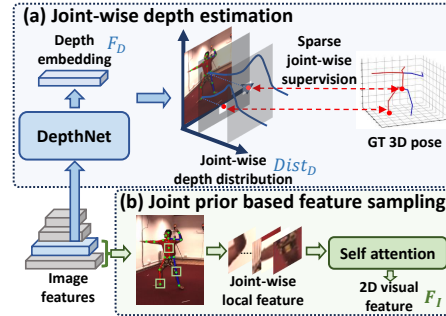 (a) Joint-wise depth estimation
Depth
embedding
F_D
Sparse
joint-wise
supervision
DepthNet
GT 3D pose
Joint-wise
depth distribution
Dist_D
(b) Joint prior based feature sampling
Image
features
......
Joint-wise
local feature
Self attention
2D visual
feature
F_I